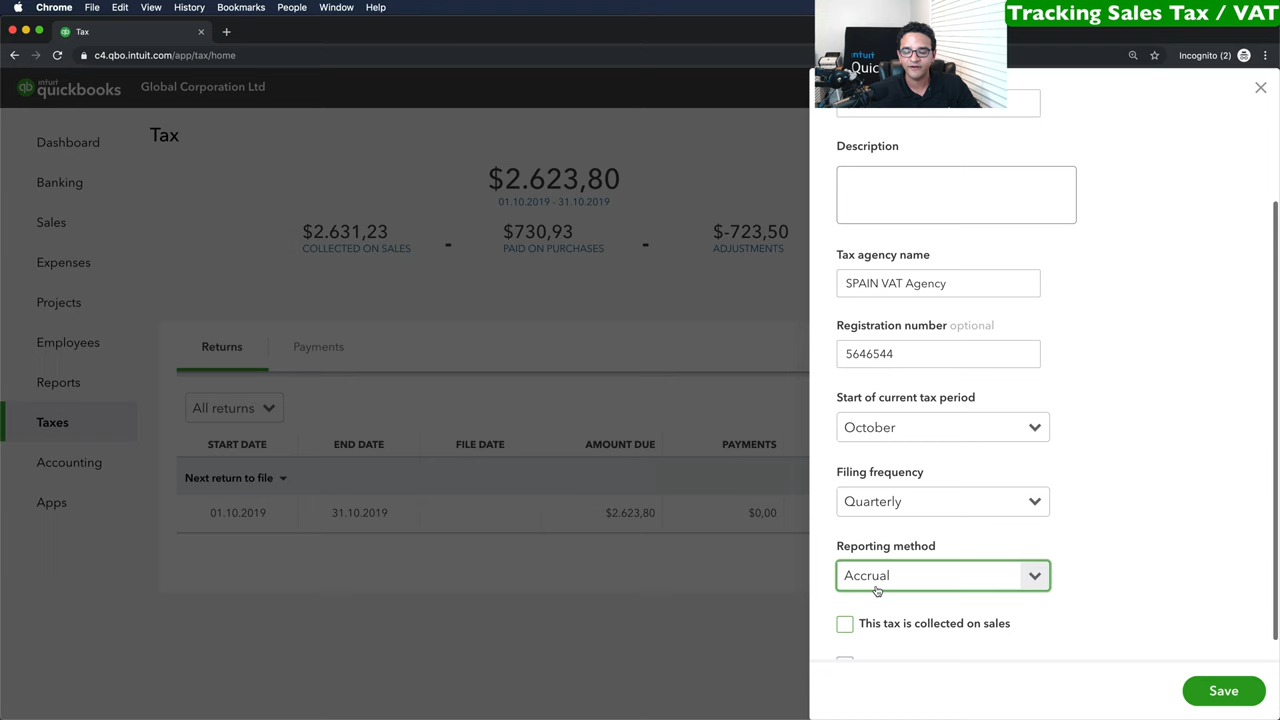 Chrome File Edit View History Bookmarks People Window Help
Tracking Sales Tax / VAT
Tax
c54.qbo.intuit.com/app/tax
Incognito (2)
intuit
Quic
qb intuit
quickbooks
Global Corporation Ltd
Dashboard
Banking
Sales
Expenses
Projects
Employees
Reports
Taxes
Accounting
Apps
Tax
$2.623,80
01.10.2019 - 31.10.2019
$2.631,23 - $730,93 - $-723,50
COLLECTED ON SALES PAID ON PURCHASES ADJUSTMENTS
Returns Payments
All returns
START DATE END DATE FILE DATE AMOUNT DUE PAYMENTS
Next return to file
01.10.2019 31.10.2019 $2.623,80 $0,00
Description
Tax agency name
SPAIN VAT Agency
Registration number optional
5646544
Start of current tax period
October
Filing frequency
Quarterly
Reporting method
Accrual
This tax is collected on sales
Save